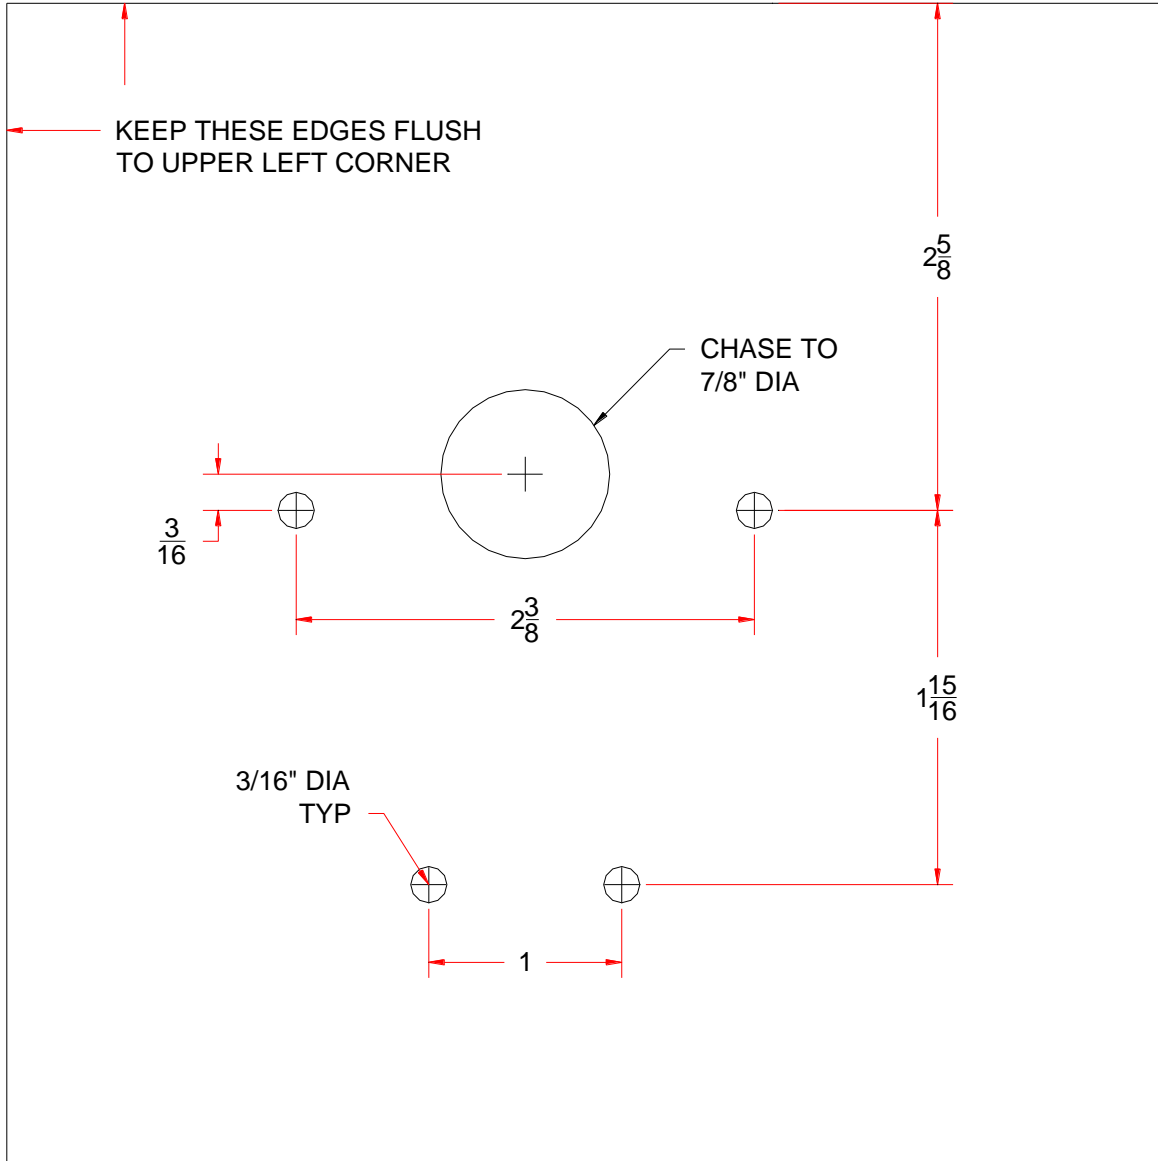 KEEP THESE EDGES FLUSH
TO UPPER LEFT CORNER
2 5/8
CHASE TO
7/8" DIA
3/16
2 3/8
1 15/16
3/16" DIA
TYP
1